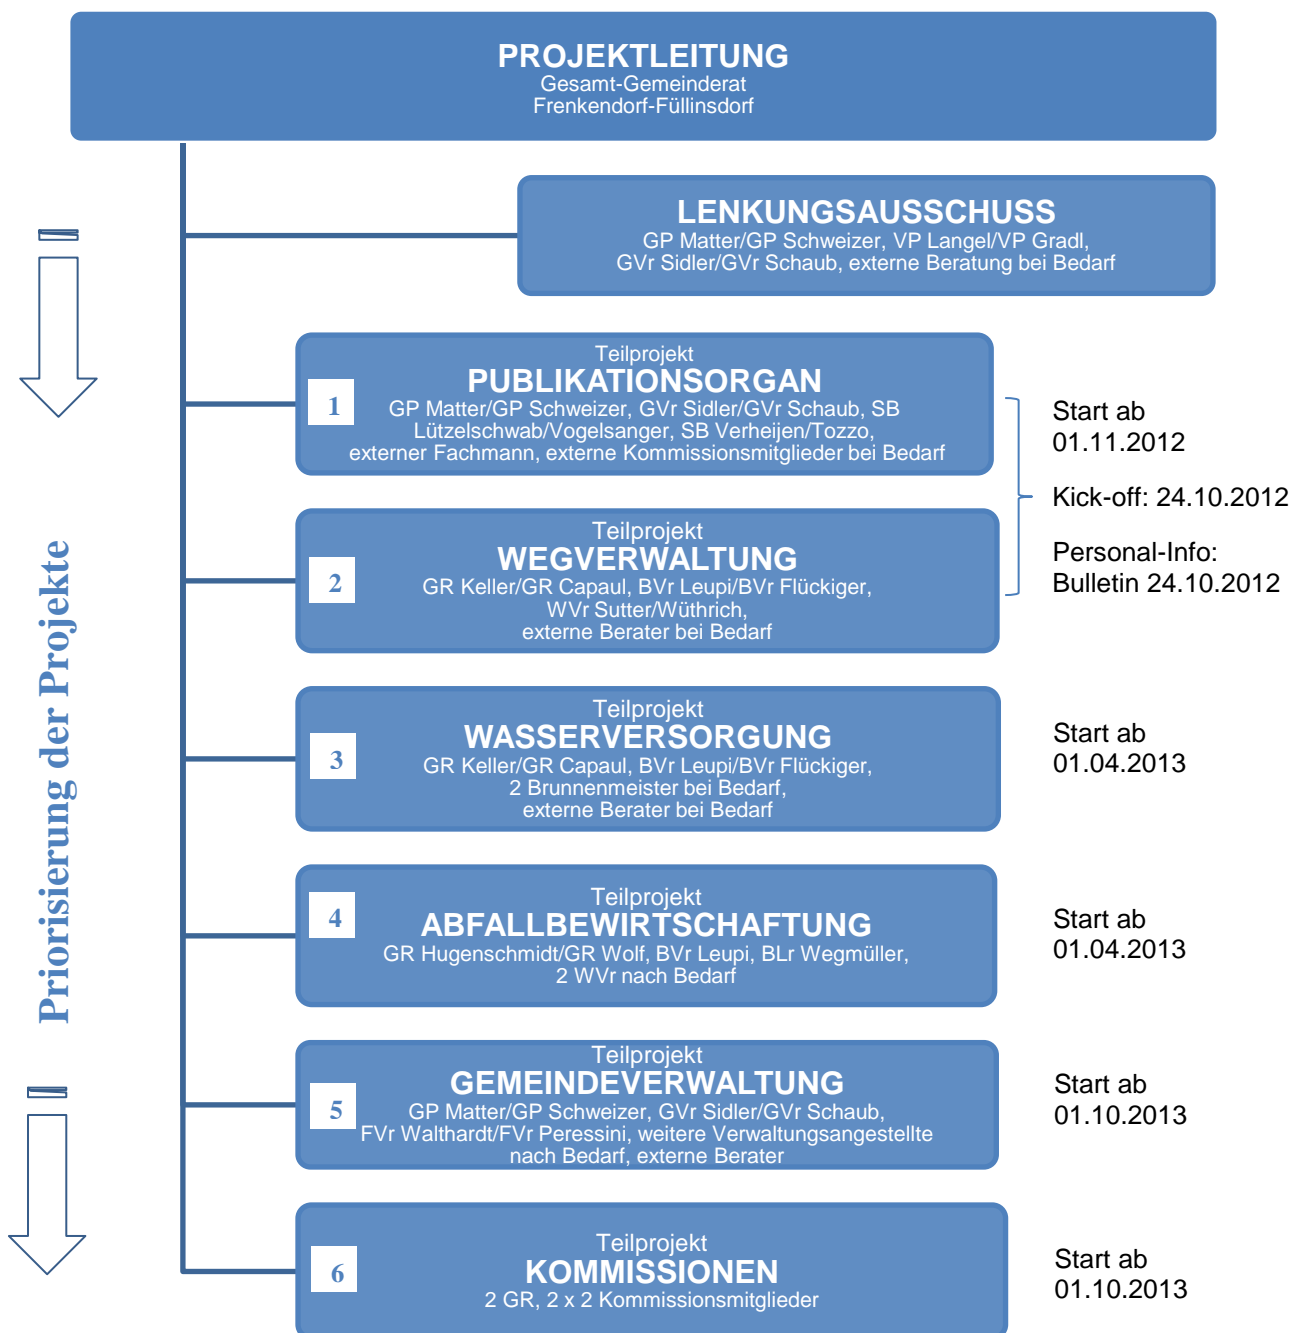 PROJEKTLEITUNG
Gesamt-Gemeinderat
Frenkendorf-Füllinsdorf
LENKUNGSAUSSCHUSS
GP Matter/GP Schweizer, VP Langel/VP Gradl,
GVr Sidler/GVr Schaub, externe Beratung bei Bedarf
Priorisierung der Projekte
1
Teilprojekt
PUBLIKATIONSORGAN
GP Matter/GP Schweizer, GVr Sidler/GVr Schaub, SB
Lützelschwab/Vogelsanger, SB Verheijen/Tozzo,
externer Fachmann, externe Kommissionsmitglieder bei Bedarf
Start ab
01.11.2012
Kick-off: 24.10.2012
Personal-Info:
Bulletin 24.10.2012
2
Teilprojekt
WEGVERWALTUNG
GR Keller/GR Capaul, BVr Leupi/BVr Flückiger,
WVr Sutter/Wüthrich,
externe Berater bei Bedarf
3
Teilprojekt
WASSERVERSORGUNG
GR Keller/GR Capaul, BVr Leupi/BVr Flückiger,
2 Brunnenmeister bei Bedarf,
externe Berater bei Bedarf
Start ab
01.04.2013
4
Teilprojekt
ABFALLBEWIRTSCHAFTUNG
GR Hugenschmidt/GR Wolf, BVr Leupi, BLr Wegmüller,
2 WVr nach Bedarf
Start ab
01.04.2013
5
Teilprojekt
GEMEINDEVERWALTUNG
GP Matter/GP Schweizer, GVr Sidler/GVr Schaub,
FVr Walthardt/FVr Peressini, weitere Verwaltungsangestellte
nach Bedarf, externe Berater
Start ab
01.10.2013
6
Teilprojekt
KOMMISSIONEN
2 GR, 2 x 2 Kommissionsmitglieder
Start ab
01.10.2013